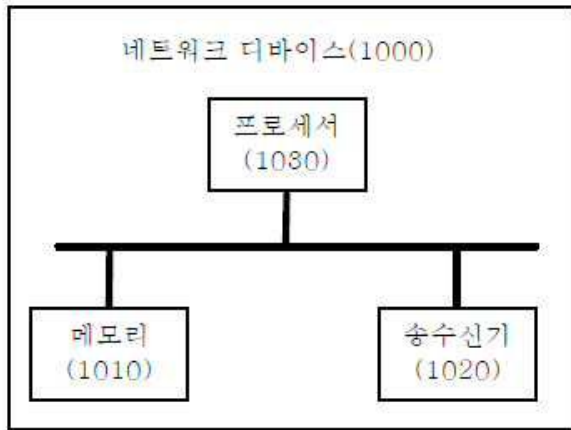 네트워크 디바이스(1000)
프로세서
(1030)
메모리
(1010)
송수신기
(1020)